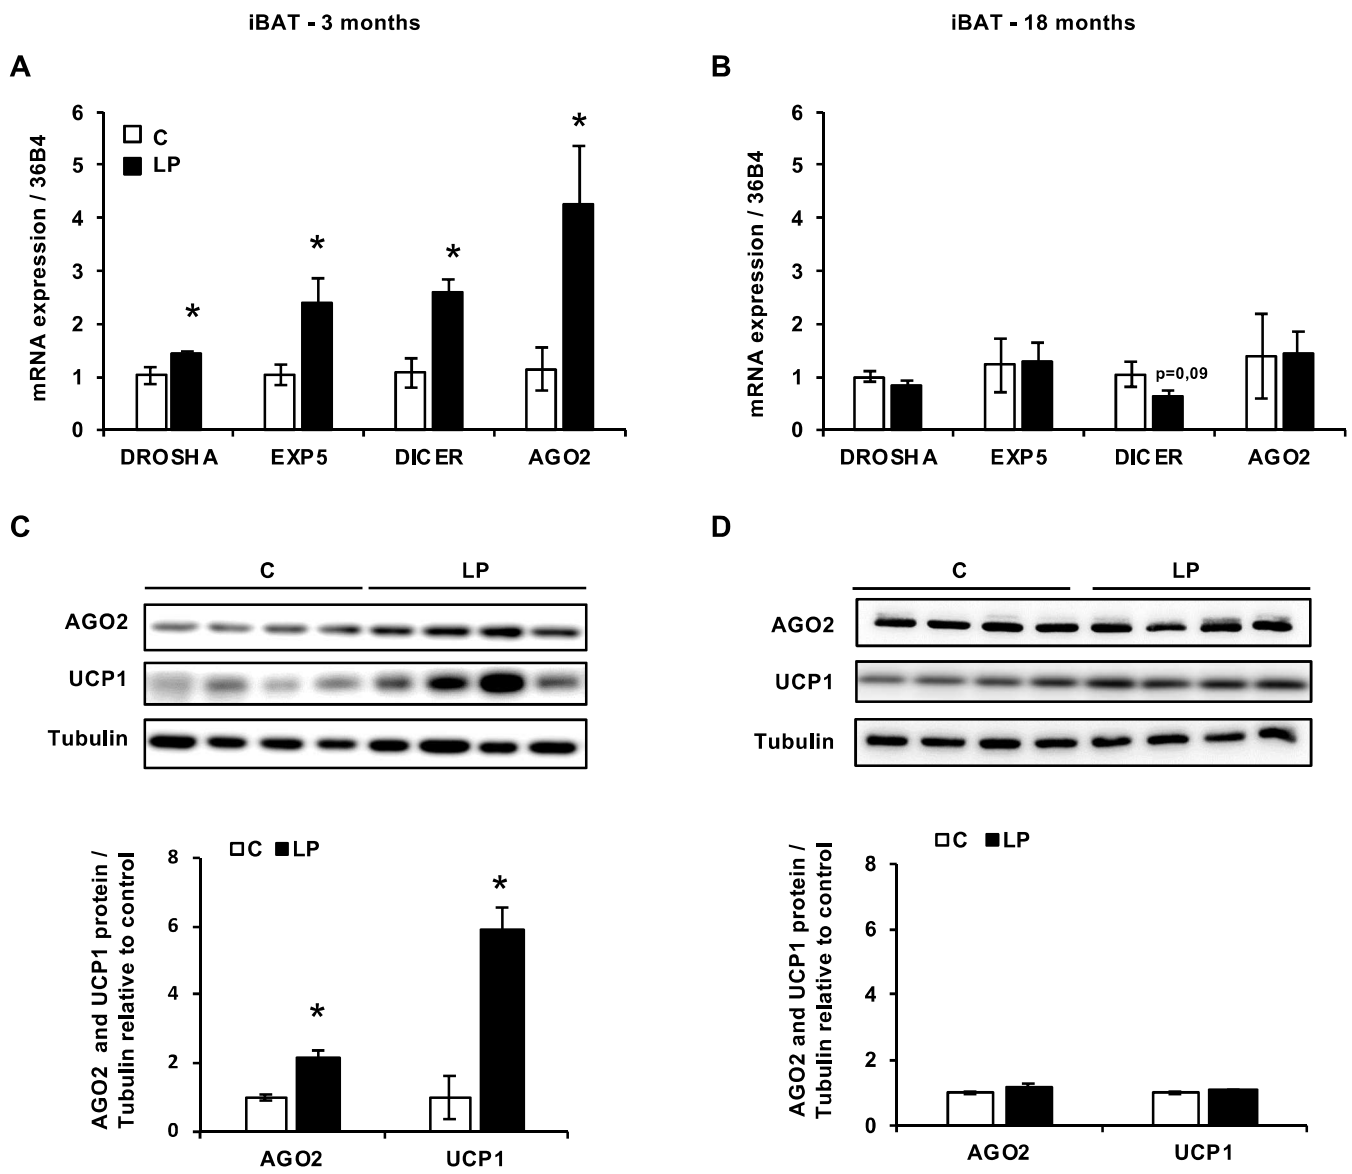 iBAT - 3 months
iBAT - 18 months
A
B
mRNA expression / 36B4
6
5
4
3
2
1
0
C
LP
*
*
*
*
DROSHA
EXP5
DICER
AGO2
mRNA expression / 36B4
6
5
4
3
2
1
0
p=0,09
DROSHA
EXP5
DICER
AGO2
C
D
C
LP
AGO2
UCP1
Tubulin
C
LP
AGO2
UCP1
Tubulin
AGO2 and UCP1 protein /
Tubulin relative to control
C LP
8
6
4
2
0
*
*
AGO2
UCP1
AGO2 and UCP1 protein /
Tubulin relative to control
C LP
8
6
4
2
0
AGO2
UCP1